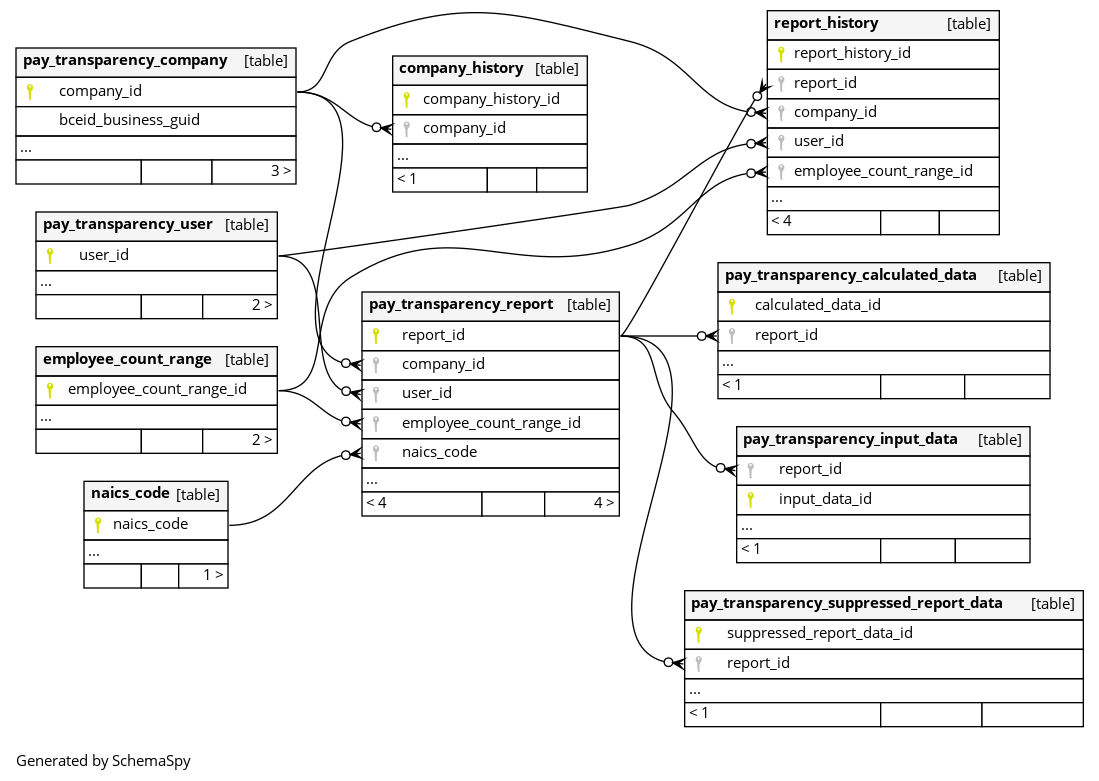 pay_transparency_company [table]
company_id
bceid_business_guid
...
3 >
company_history [table]
company_history_id
company_id
...
< 1
report_history [table]
report_history_id
report_id
company_id
user_id
employee_count_range_id
...
< 4
pay_transparency_user [table]
user_id
...
2 >
employee_count_range [table]
employee_count_range_id
...
2 >
naics_code [table]
naics_code
...
1 >
pay_transparency_report [table]
report_id
company_id
user_id
employee_count_range_id
naics_code
...
< 4 4 >
pay_transparency_calculated_data [table]
calculated_data_id
report_id
...
< 1
pay_transparency_input_data [table]
report_id
input_data_id
...
< 1
pay_transparency_suppressed_report_data [table]
suppressed_report_data_id
report_id
...
< 1
Generated by SchemaSpy